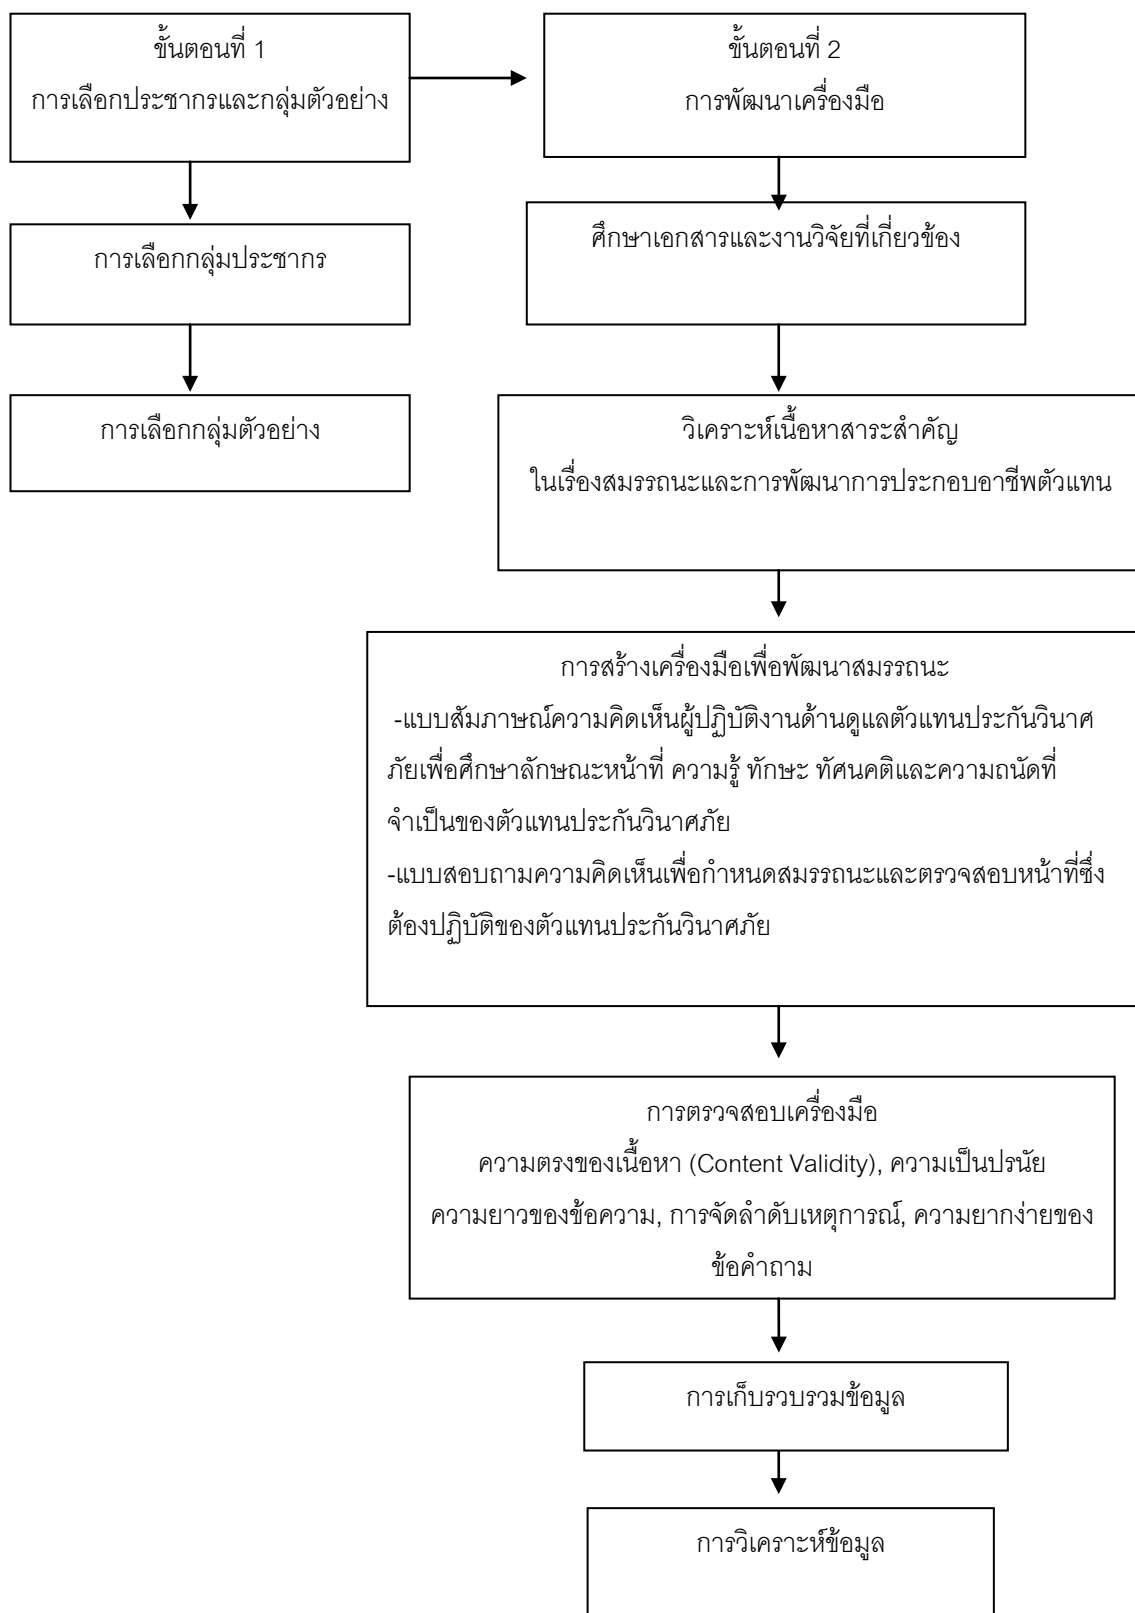 ขั้นตอนที่ 1
การเลือกประชากรและกลุ่มตัวอย่าง
การเลือกกลุ่มประชากร
การเลือกกลุ่มตัวอย่าง
ขั้นตอนที่ 2
การพัฒนาเครื่องมือ
ศึกษาเอกสารและงานวิจัยที่เกี่ยวข้อง
วิเคราะห์เนื้อหาสาระสำคัญ
ในเรื่องสมรรถนะและการพัฒนาการประกอบอาชีพตัวแทน
การสร้างเครื่องมือเพื่อพัฒนาสมรรถนะ
-แบบสัมภาษณ์ความคิดเห็นผู้ปฏิบัติงานด้านดูแลตัวแทนประกันวินาศ
ภัยเพื่อศึกษาลักษณะหน้าที่ ความรู้ ทักษะ ทัศนคติและความถนัดที่
จำเป็นของตัวแทนประกันวินาศภัย
-แบบสอบถามความคิดเห็นเพื่อกำหนดสมรรถนะและตรวจสอบหน้าที่ซึ่ง
ต้องปฏิบัติของตัวแทนประกันวินาศภัย
การตรวจสอบเครื่องมือ
ความตรงของเนื้อหา (Content Validity), ความเป็นปรนัย
ความยาวของข้อความ, การจัดลำดับเหตุการณ์, ความยากง่ายของ
ข้อคำถาม
การเก็บรวบรวมข้อมูล
การวิเคราะห์ข้อมูล